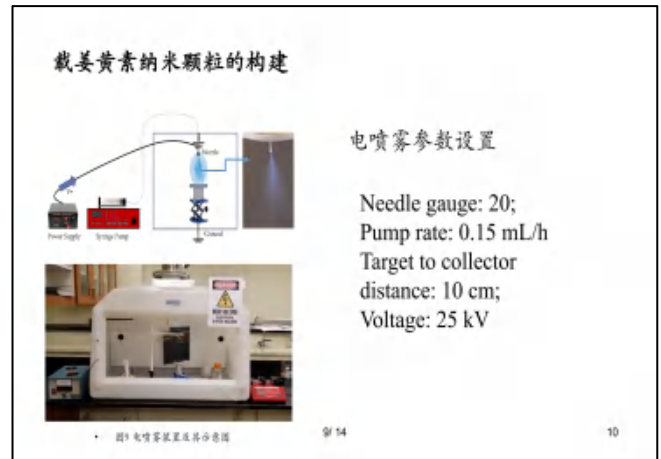 载姜黄素纳米颗粒的构建
Needle
Power Supply
Syringe Pump
Ground
电喷雾参数设置
Needle gauge: 20;
Pump rate: 0.15 mL/h
Target to collector
distance: 10 cm;
Voltage: 25 kV
• 图9 电喷雾装置及其示意图
9/ 14
10